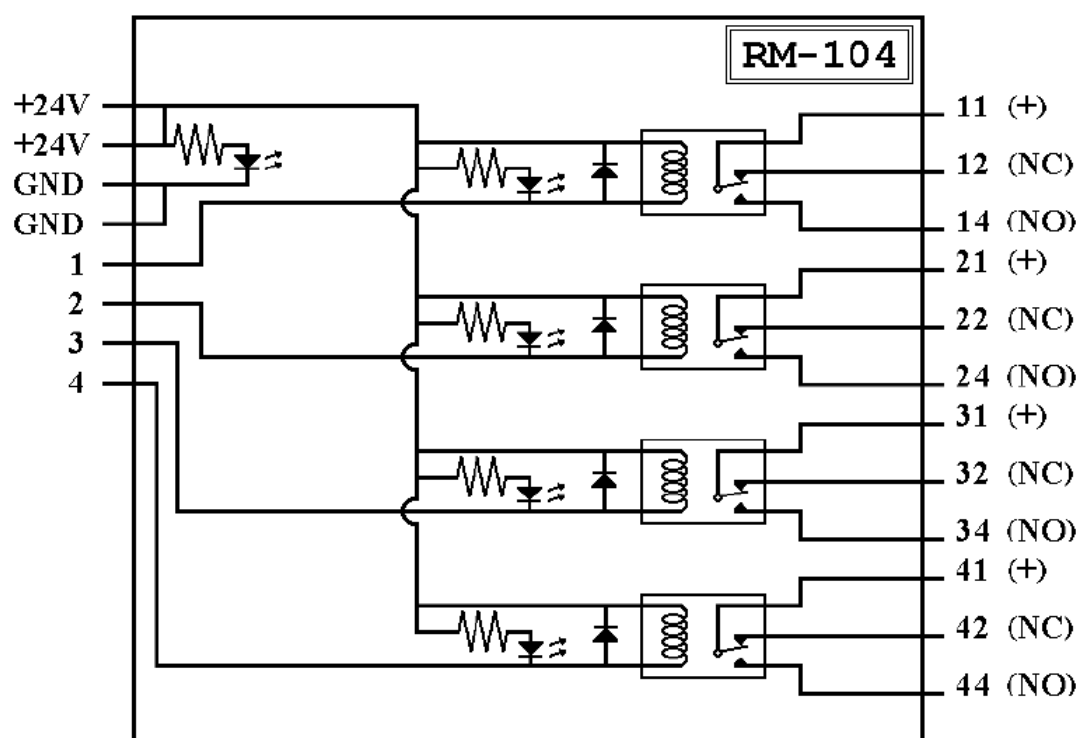 RM-104
+24V
+24V
GND
GND
1
2
3
4
11 (+)
12 (NC)
14 (NO)
21 (+)
22 (NC)
24 (NO)
31 (+)
32 (NC)
34 (NO)
41 (+)
42 (NC)
44 (NO)